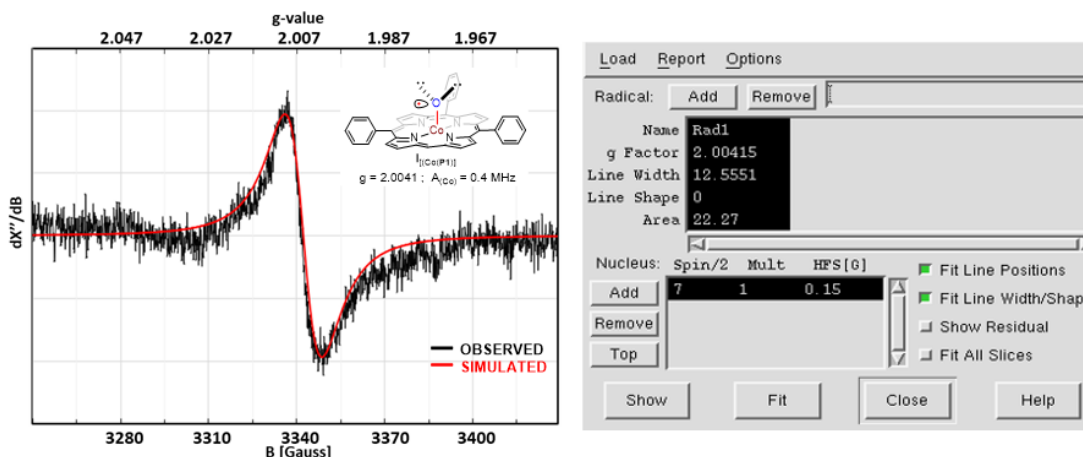 g-value
2.047 2.027 2.007 1.987 1.967
O
Co
N N N N
I[(Co(P1)]
g = 2.0041 ; A(Co) = 0.4 MHz
dX''/dB
OBSERVED
SIMULATED
3280 3310 3340 3370 3400
B [Gauss]
Load Report Options
Radical: Add Remove
Name Rad1
g Factor 2.00415
Line Width 12.5551
Line Shape 0
Area 22.27
Nucleus: Spin/2 Mult HFS[G]
7 1 0.15
Add
Remove
Top
Fit Line Positions
Fit Line Width/Shap
Show Residual
Fit All Slices
Show Fit Close Help